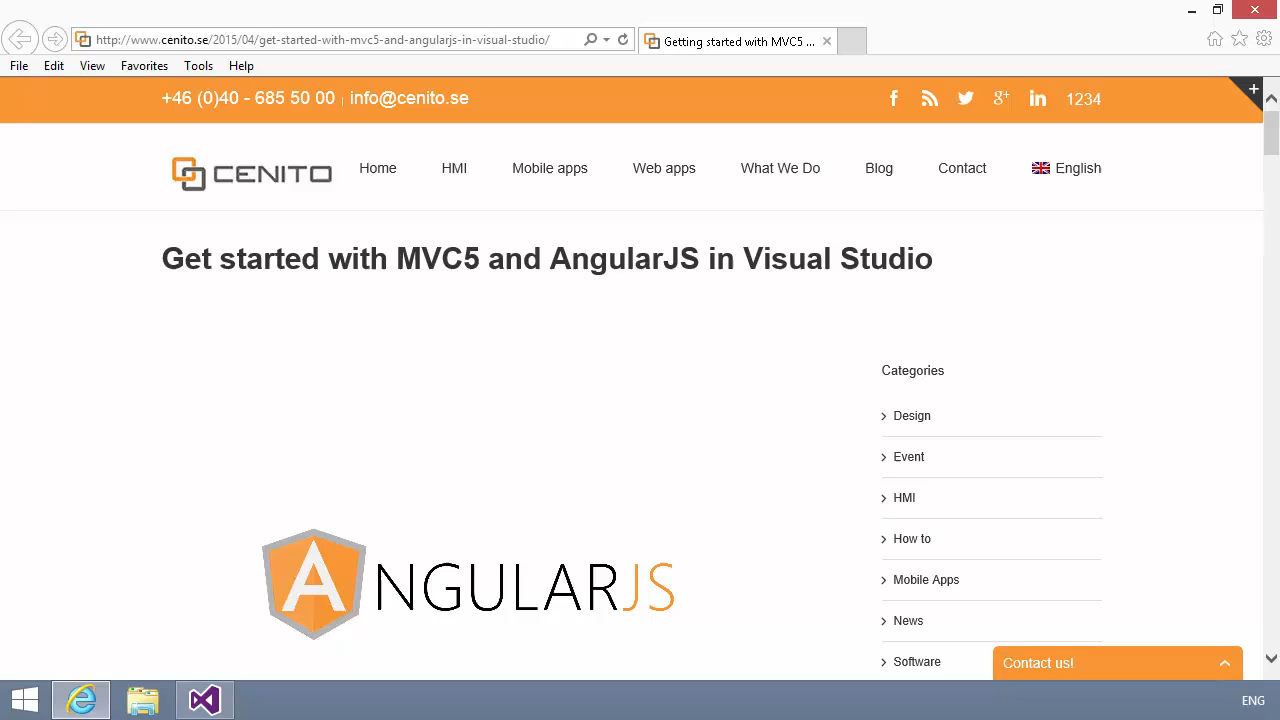 http://www.cenito.se/2015/04/get-started-with-mvc5-and-angularjs-in-visual-studio/
Getting started with MVC5 ...
File Edit View Favorites Tools Help
+46 (0)40 - 685 50 00 | info@cenito.se
1234
CENITO
Home HMI Mobile apps Web apps What We Do Blog Contact English
Get started with MVC5 and AngularJS in Visual Studio
Categories
Design
Event
HMI
How to
Mobile Apps
News
Software
ANGULARJS
Contact us!
ENG